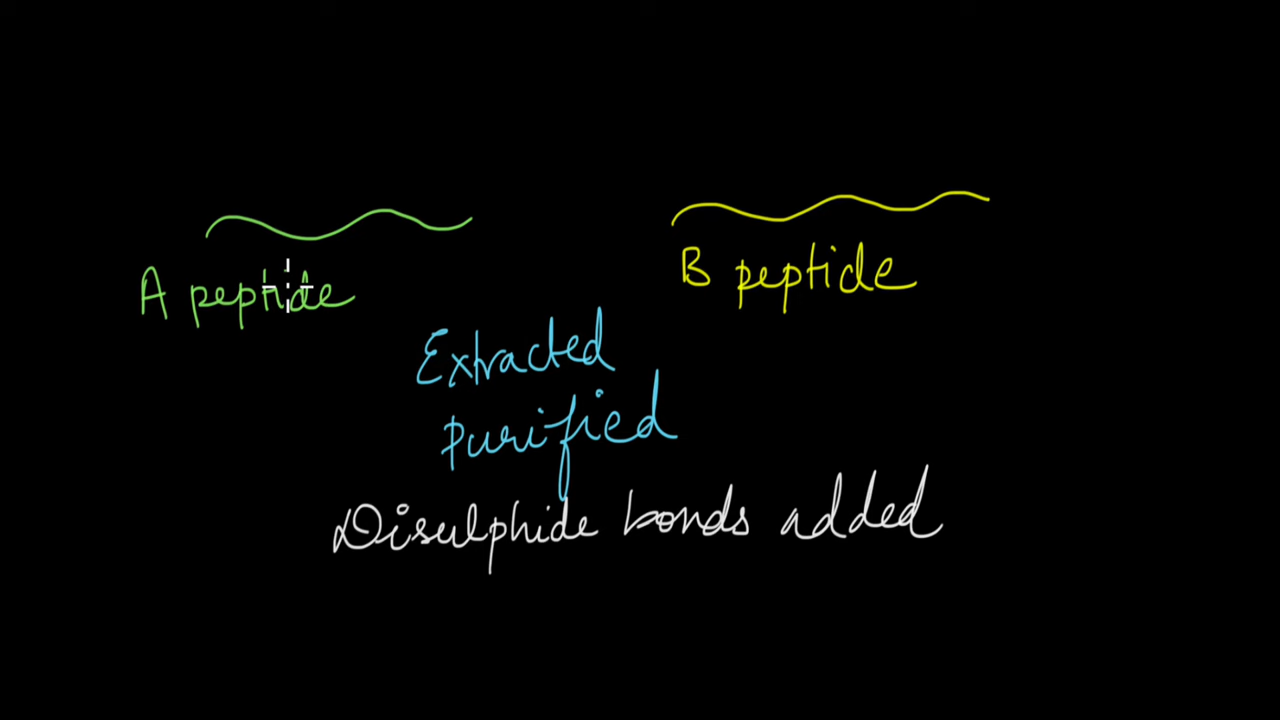 A peptide
B peptide
Extracted
Purified
Disulphide bonds added